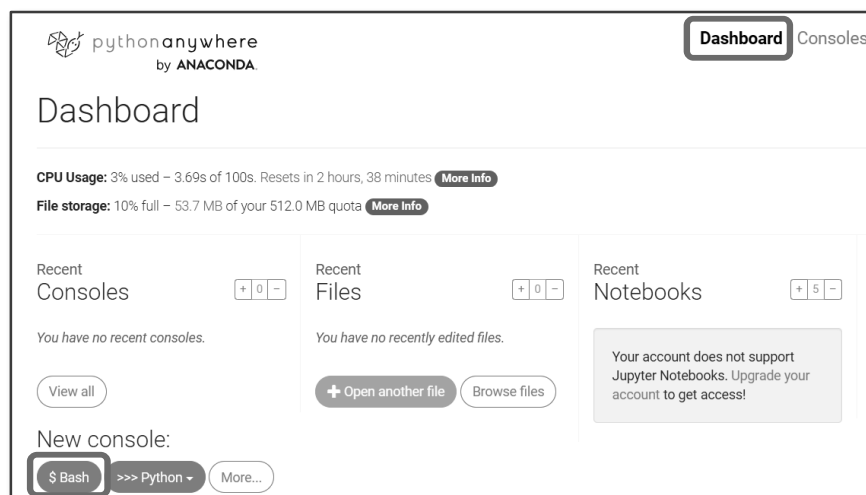 pythonanywhere
by ANACONDA.
Dashboard Consoles
Dashboard
CPU Usage: 3% used – 3.69s of 100s. Resets in 2 hours, 38 minutes More Info
File storage: 10% full – 53.7 MB of your 512.0 MB quota More Info
Recent
Consoles
+ 0 −
You have no recent consoles.
View all
Recent
Files
+ 0 −
You have no recently edited files.
+ Open another file Browse files
Recent
Notebooks
+ 5 −
Your account does not support
Jupyter Notebooks. Upgrade your
account to get access!
New console:
$ Bash >>> Python More...